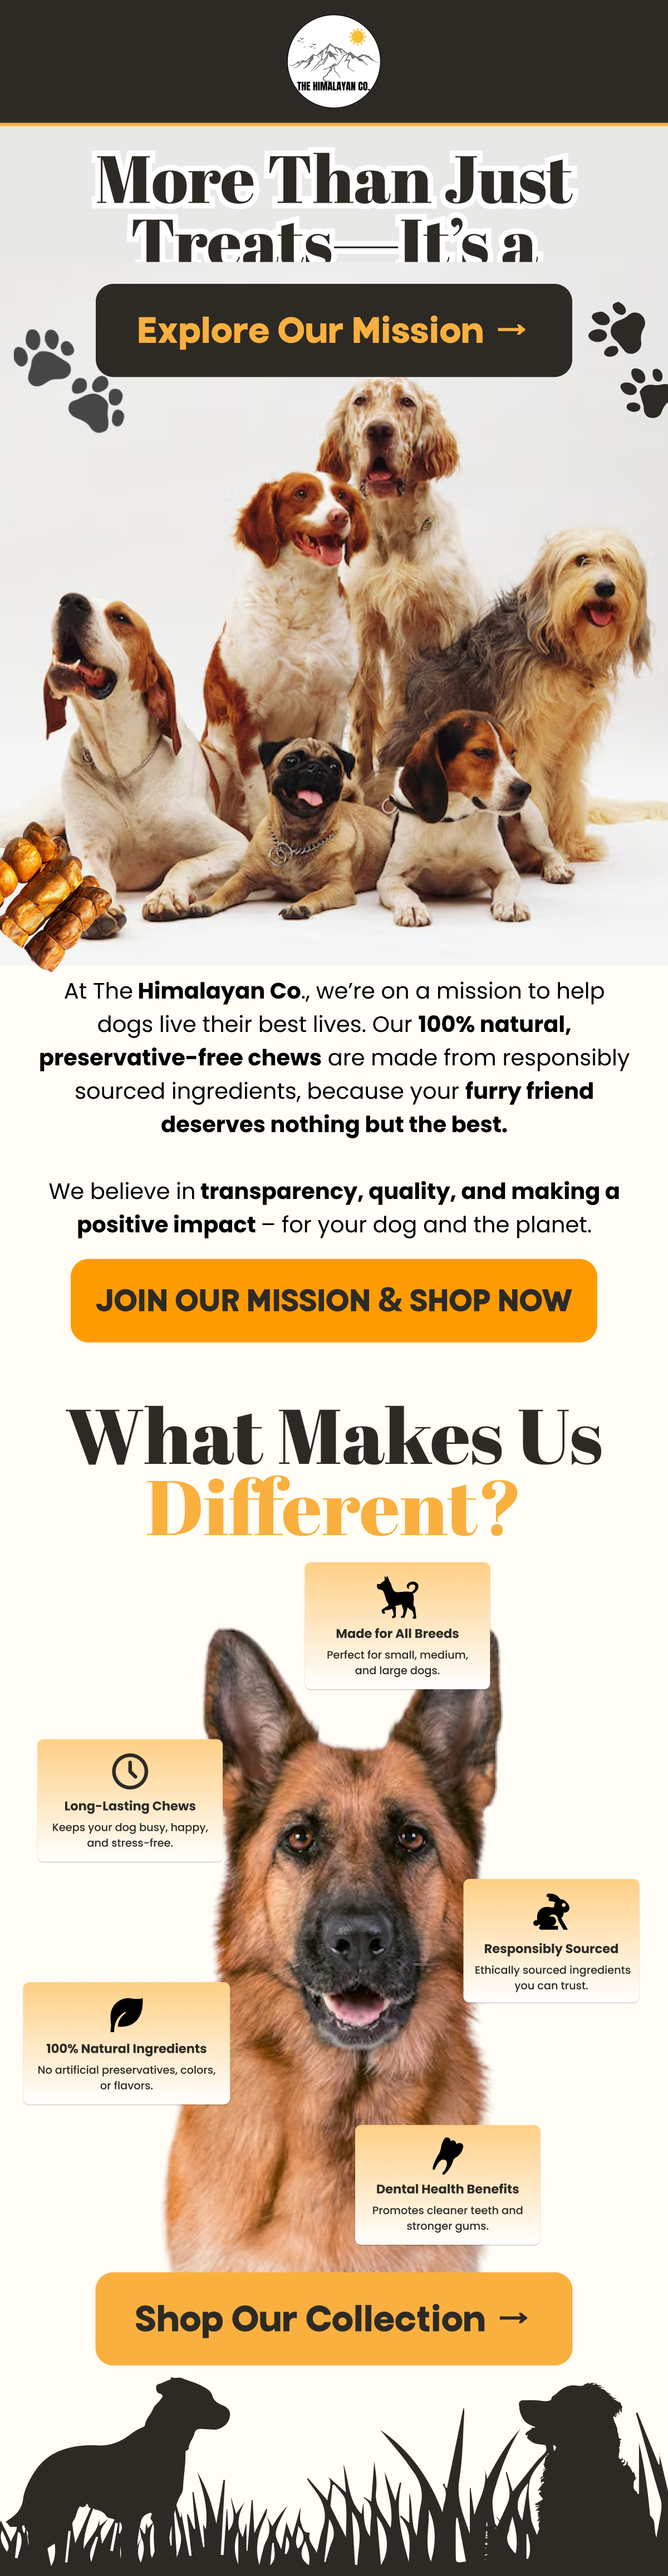 THE HIMALAYAN CO.
More Than Just
Treats—It's a
Explore Our Mission →
At The Himalayan Co., we're on a mission to help
dogs live their best lives. Our 100% natural,
preservative-free chews are made from responsibly
sourced ingredients, because your furry friend
deserves nothing but the best.
We believe in transparency, quality, and making a
positive impact – for your dog and the planet.
JOIN OUR MISSION & SHOP NOW
What Makes Us
Different?
Made for All Breeds
Perfect for small, medium,
and large dogs.
Long-Lasting Chews
Keeps your dog busy, happy,
and stress-free.
Responsibly Sourced
Ethically sourced ingredients
you can trust.
100% Natural Ingredients
No artificial preservatives, colors,
or flavors.
Dental Health Benefits
Promotes cleaner teeth and
stronger gums.
Shop Our Collection →